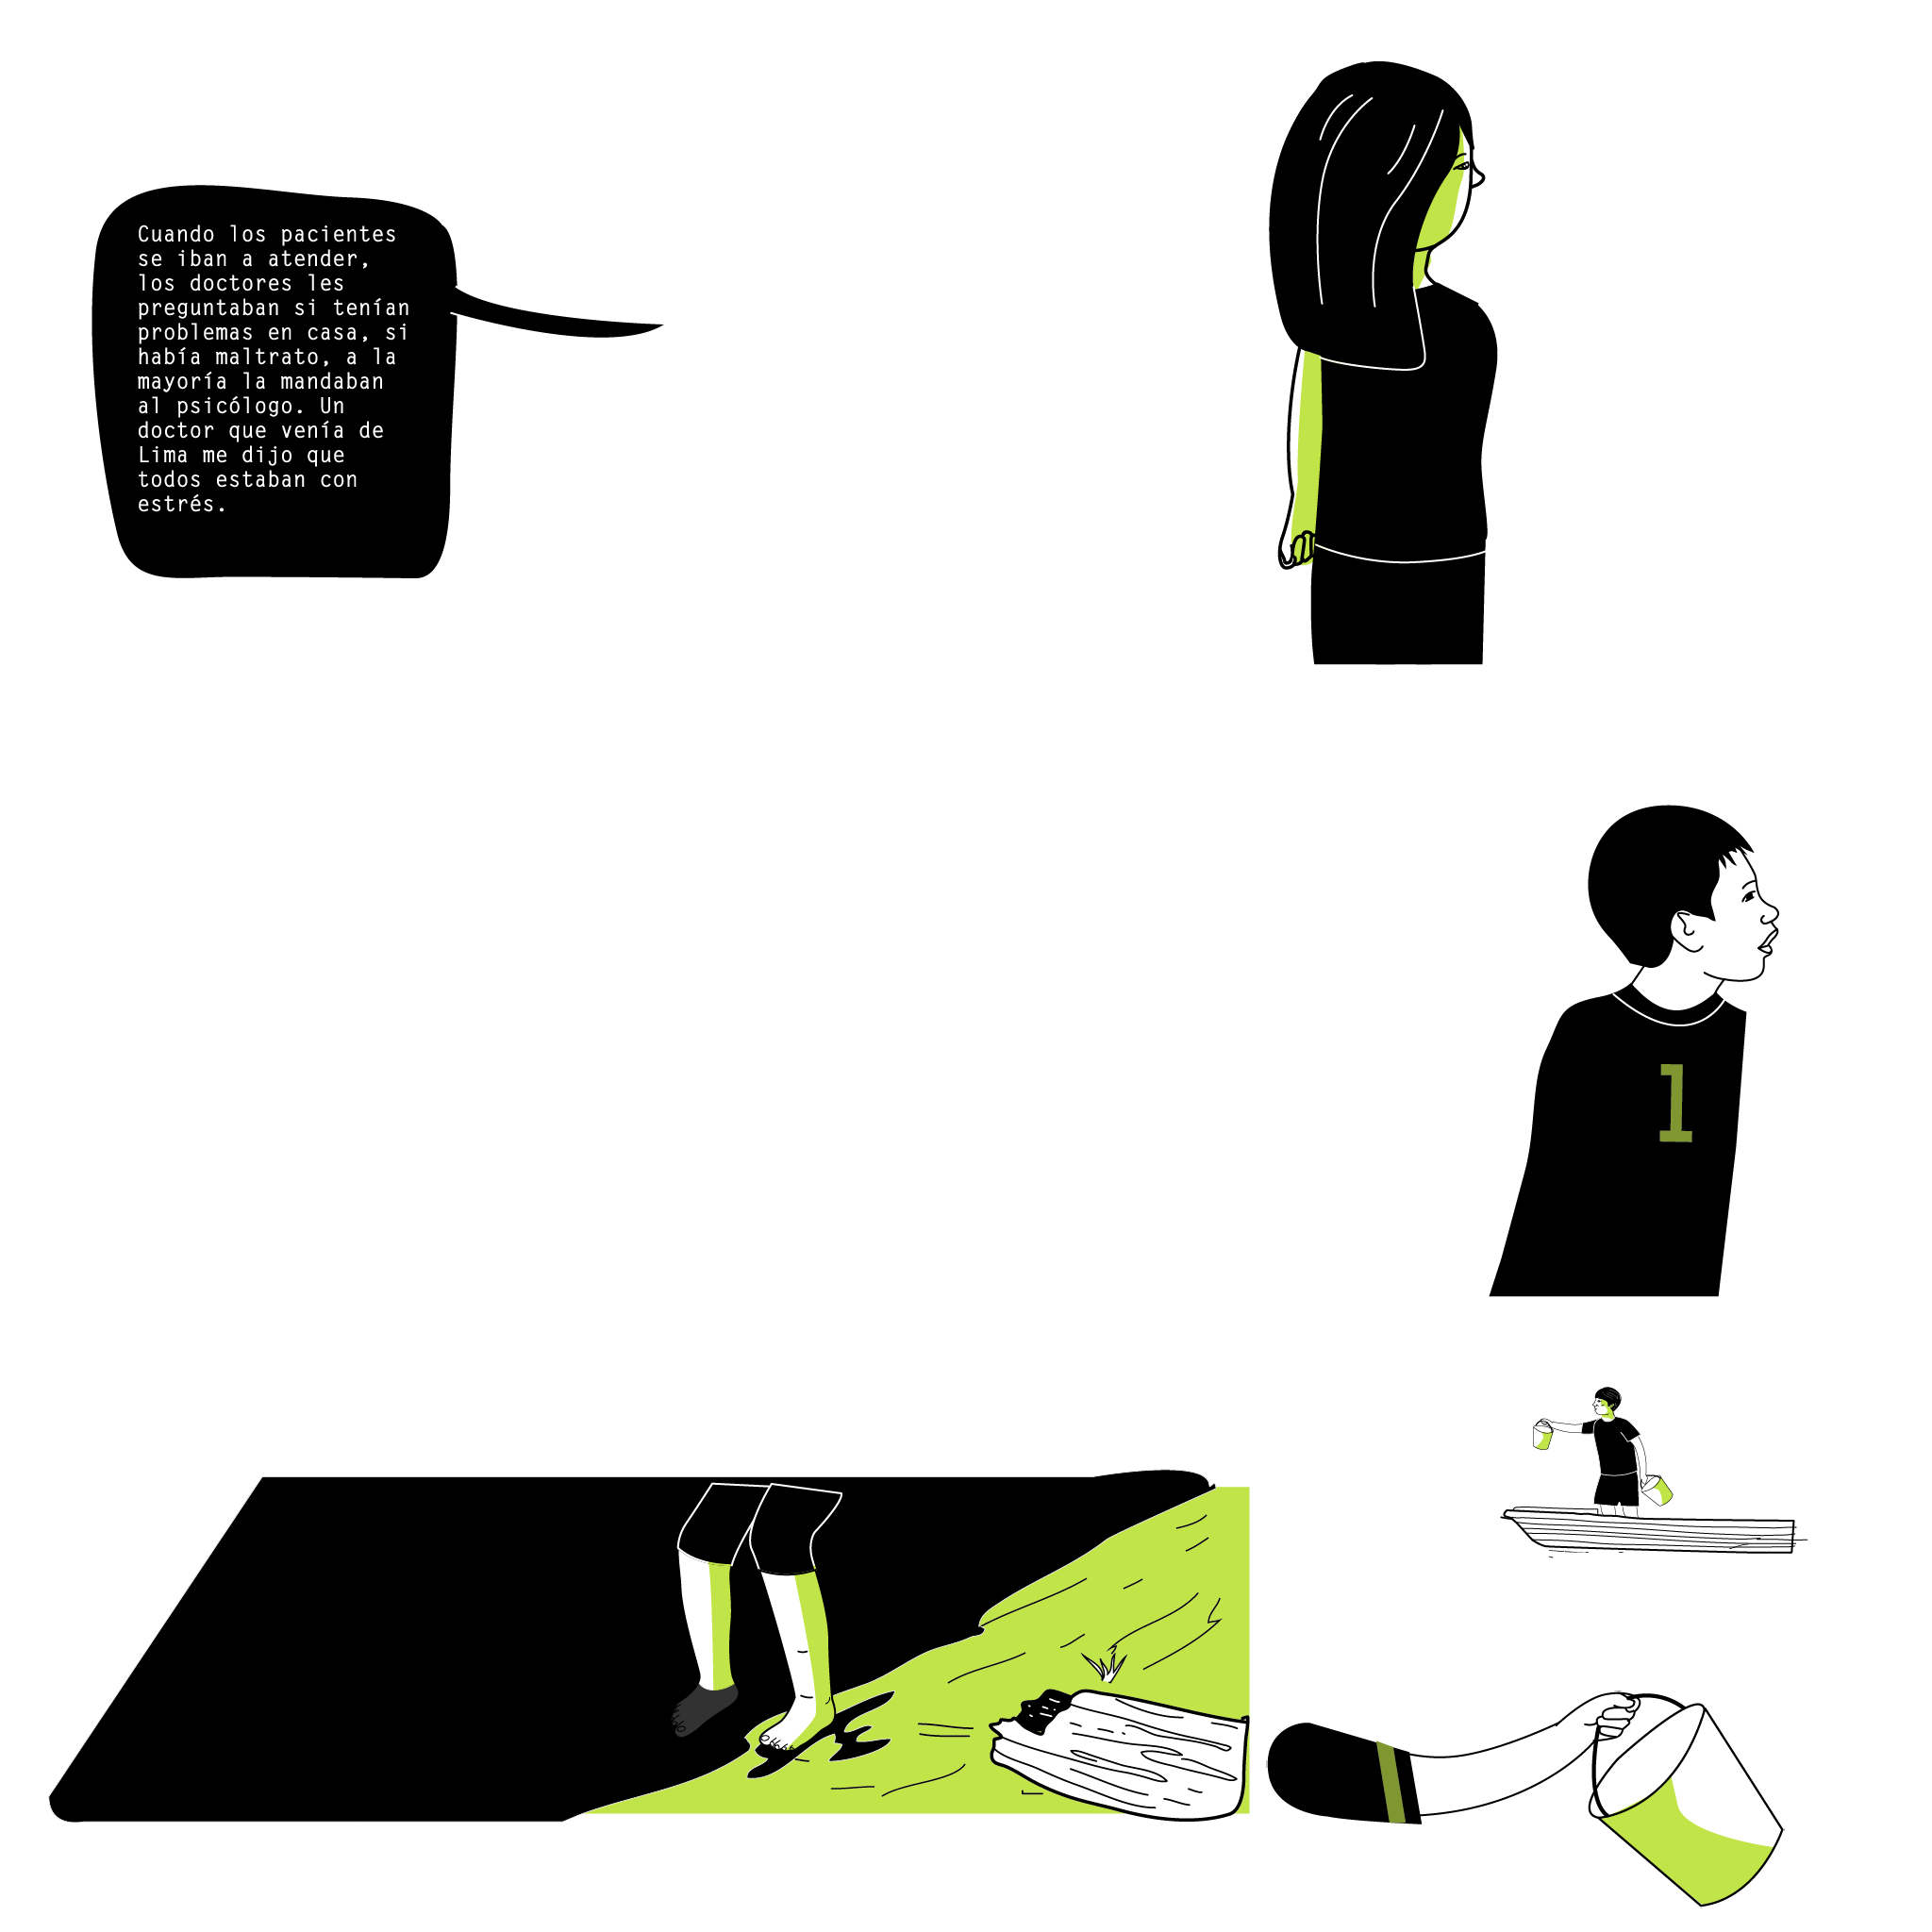 Cuando los pacientes
se iban a atender,
los doctores les
preguntaban si tenían
problemas en casa, si
había maltrato, a la
mayoría la mandaban
al psicólogo. Un
doctor que venía de
Lima me dijo que
todos estaban con
estrés.
1